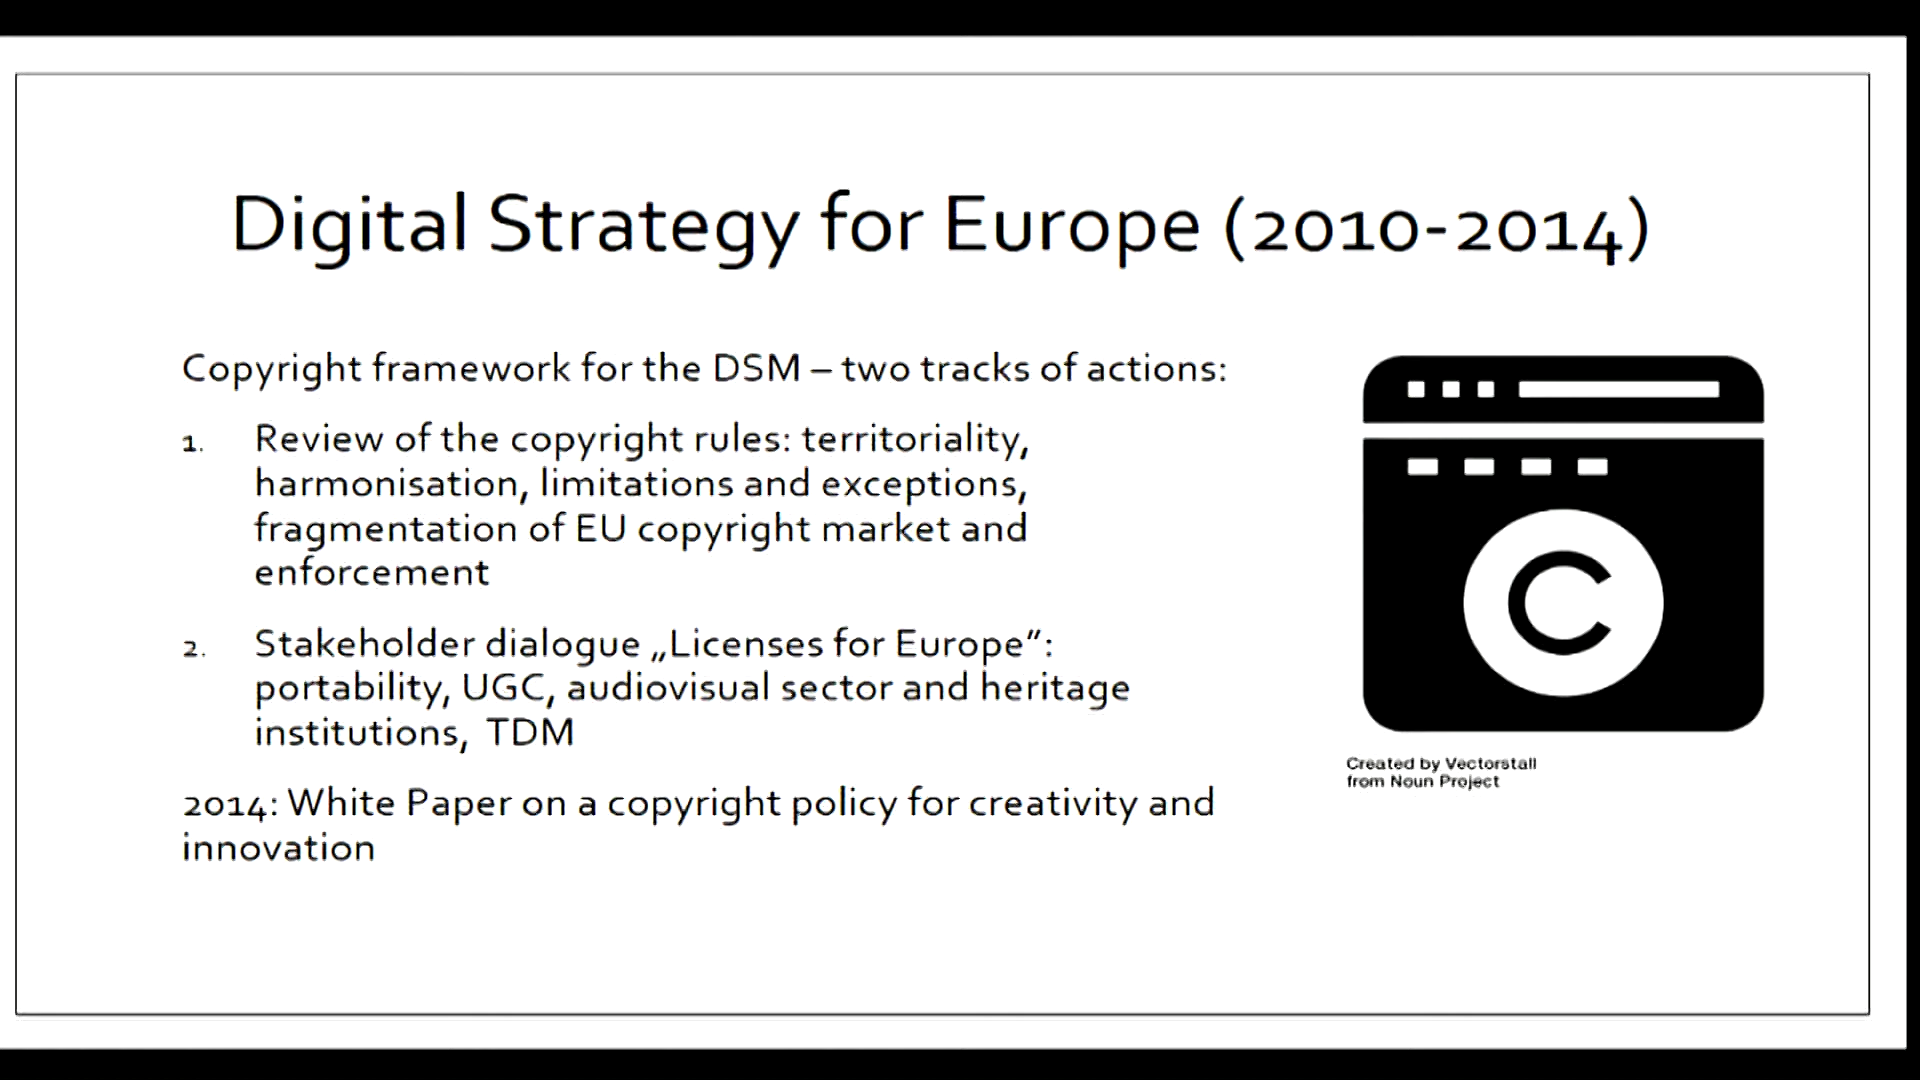 Digital Strategy for Europe (2010-2014)
Copyright framework for the DSM – two tracks of actions:
1. Review of the copyright rules: territoriality,
harmonisation, limitations and exceptions,
fragmentation of EU copyright market and
enforcement
2. Stakeholder dialogue „Licenses for Europe”:
portability, UGC, audiovisual sector and heritage
institutions, TDM
2014: White Paper on a copyright policy for creativity and
innovation
C
Created by Vectorstall
from Noun Project